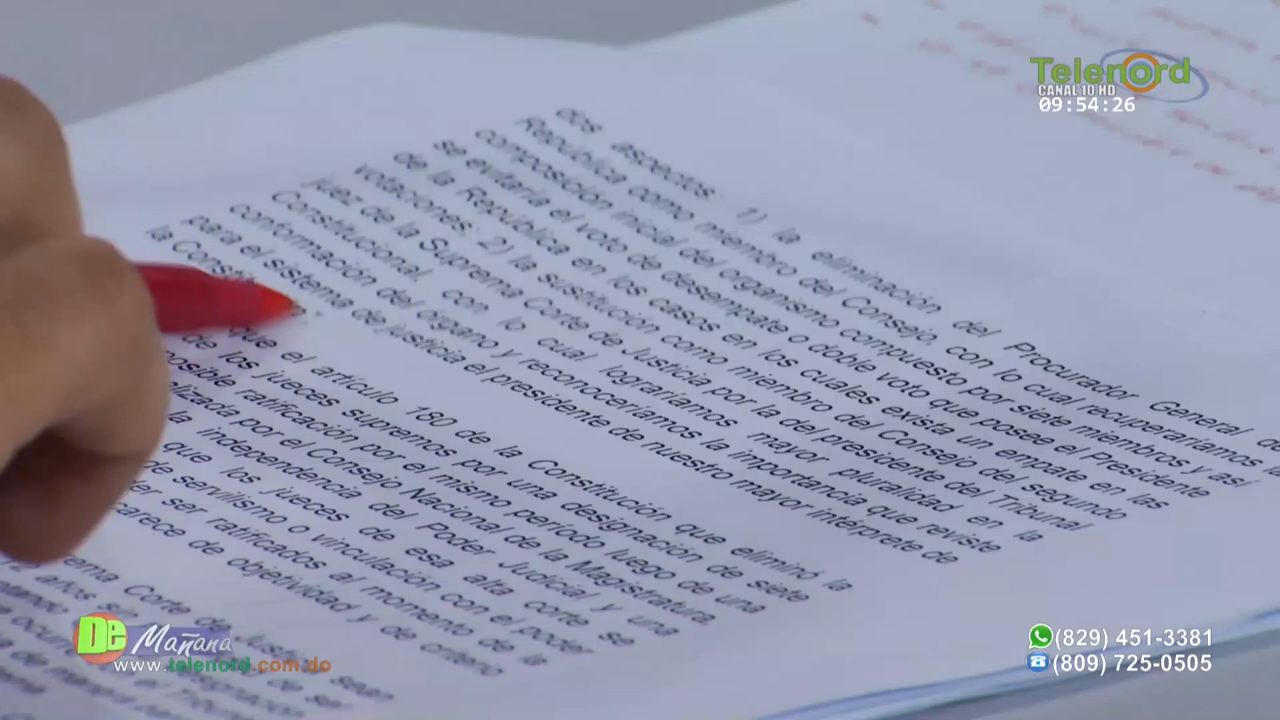 Telenord
CANAL 10 HD
09:54:26
dos aspectos: 1) la eliminación del Procurador General de
República como miembro del Consejo, con lo cual recuperaríamos la
composición inicial del organismo compuesto por siete miembros y así
se evitaría el voto de desempate o doble voto que posee el Presidente
de la República en los casos en los cuales exista un empate en las
votaciones. 2) la sustitución como miembro del Consejo del segundo
juez de la Suprema Corte de Justicia por la del presidente del Tribunal
Constitucional, con lo cual lograríamos mayor pluralidad en la
conformación del órgano y reconoceríamos la importancia que reviste
para el sistema de justicia el presidente de nuestro mayor intérprete de
la
que el artículo 180 de la Constitución que eliminó la
de los jueces supremos por una designación de siete
ratificación por el mismo período luego de una
por el Consejo Nacional de la Magistratura
la independencia del Poder Judicial y una
que los jueces de esa alta corte se
de servilismo o vinculación con el poder
ser ratificados al momento de la
carece de objetividad y de criterio
Corte de
De Mañana
www.telenord.com.do
(829) 451-3381
(809) 725-0505